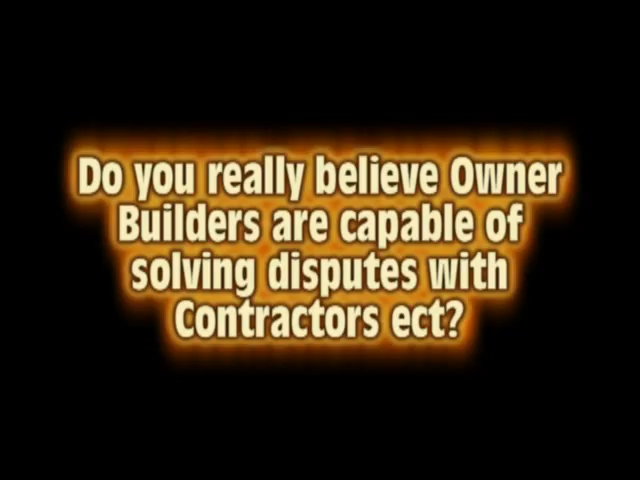 Do you really believe Owner
Builders are capable of
solving disputes with
Contractors ect?